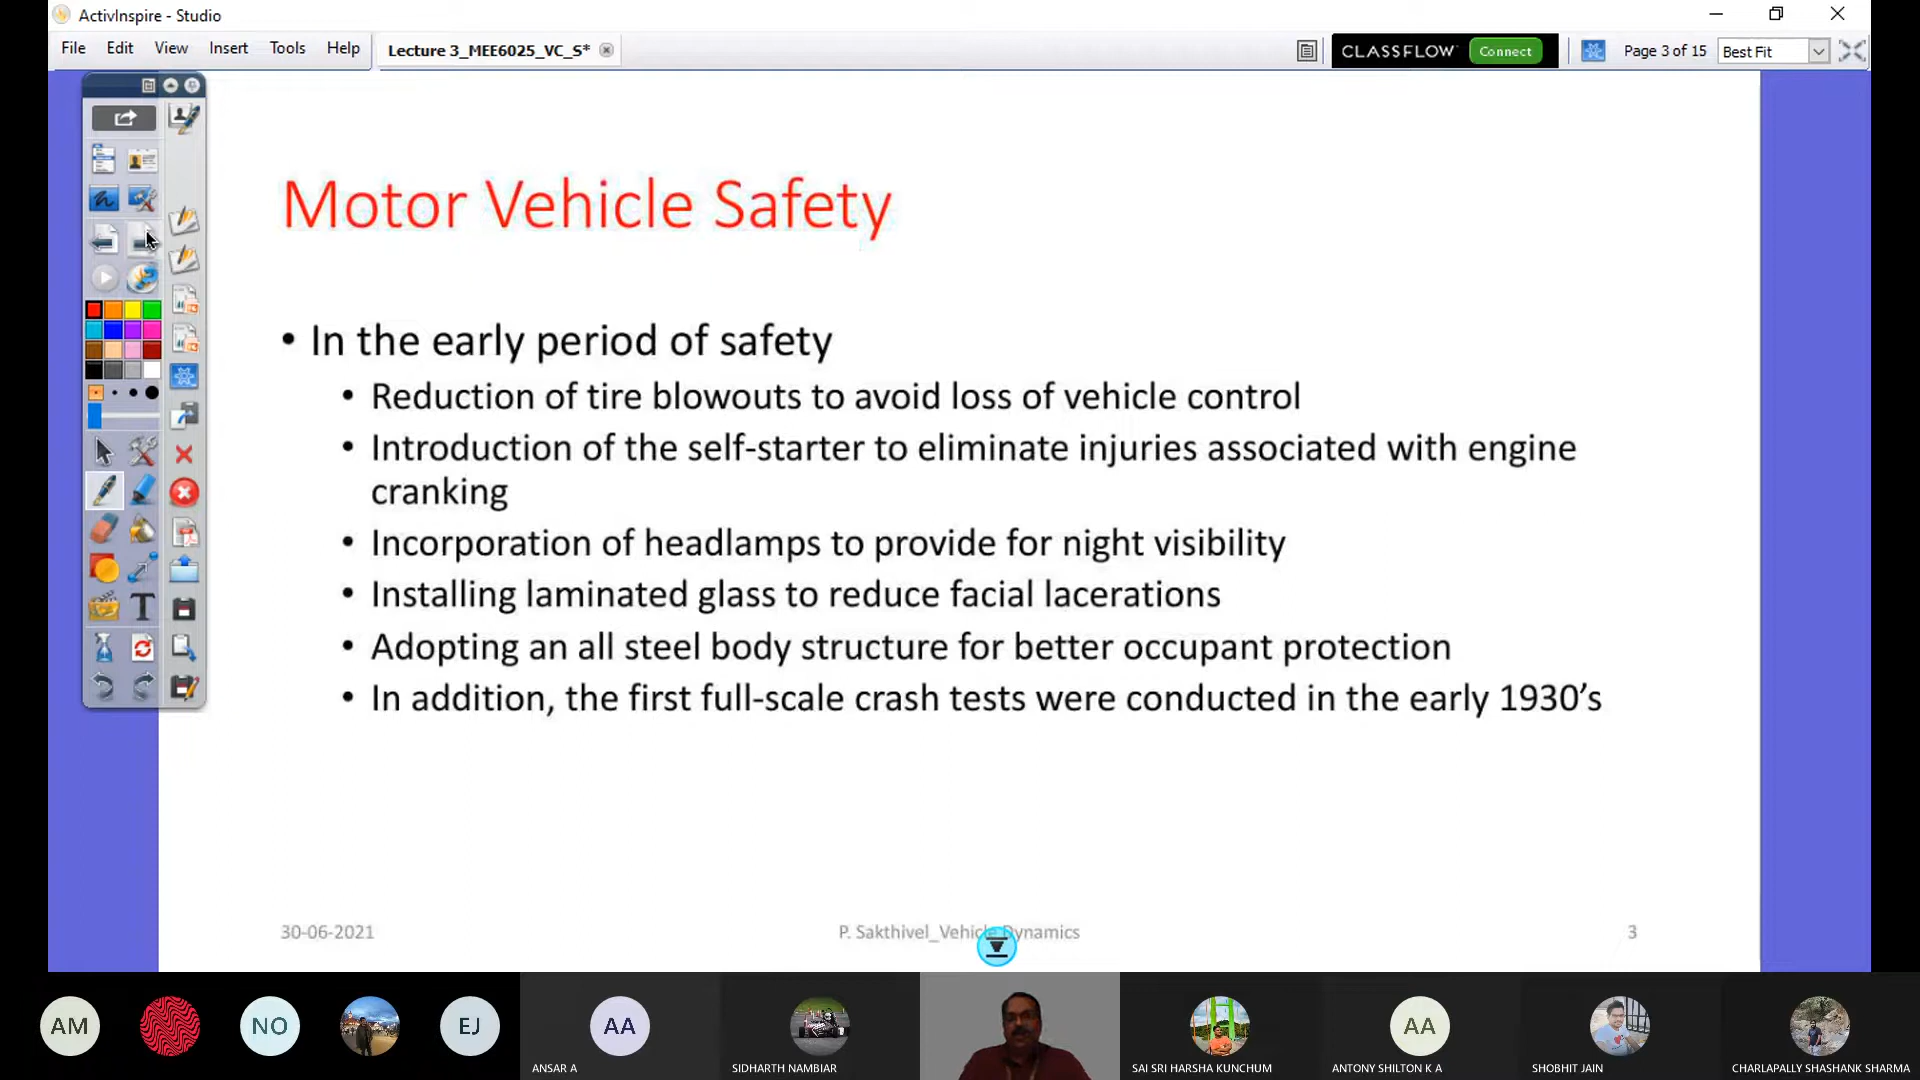 ActivInspire - Studio
File Edit View Insert Tools Help
Lecture 3_MEE6025_VC_S*
CLASSFLOW Connect
Page 3 of 15
Best Fit
T
Motor Vehicle Safety
• In the early period of safety
• Reduction of tire blowouts to avoid loss of vehicle control
• Introduction of the self-starter to eliminate injuries associated with engine
cranking
• Incorporation of headlamps to provide for night visibility
• Installing laminated glass to reduce facial lacerations
• Adopting an all steel body structure for better occupant protection
• In addition, the first full-scale crash tests were conducted in the early 1930’s
30-06-2021
P. Sakthivel_Vehicle Dynamics
3
AM
NO
EJ
AA
AA
ANSAR A
SIDHARTH NAMBIAR
SAI SRI HARSHA KUNCHUM
ANTONY SHILTON K A
SHOBHIT JAIN
CHARLAPALLY SHASHANK SHARMA